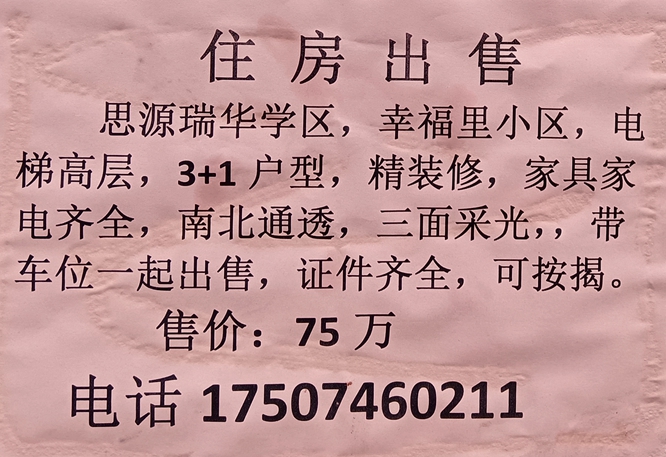 住房出售
思源瑞华学区，幸福里小区，电
梯高层，3+1 户型，精装修，家具家
电齐全，南北通透，三面采光，，带
车位一起出售，证件齐全，可按揭。
售价：75 万
电话 17507460211